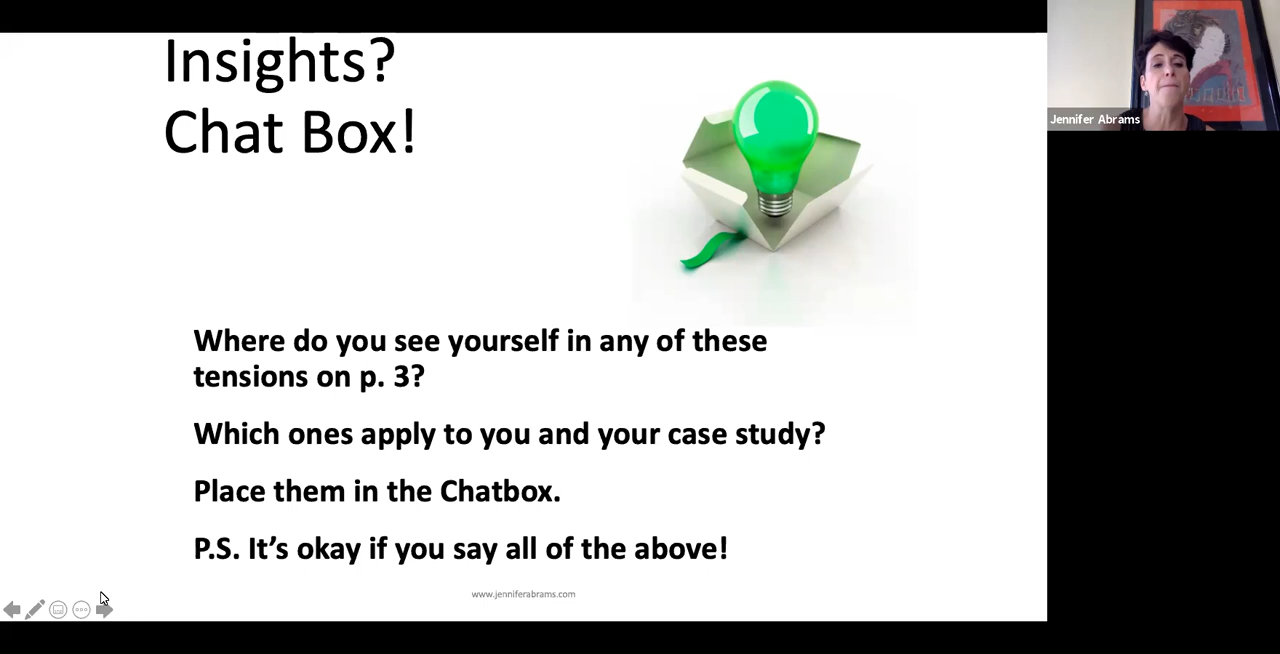 Insights?
Chat Box!
Jennifer Abrams
Where do you see yourself in any of these
tensions on p. 3?
Which ones apply to you and your case study?
Place them in the Chatbox.
P.S. It’s okay if you say all of the above!
www.jenniferabrams.com